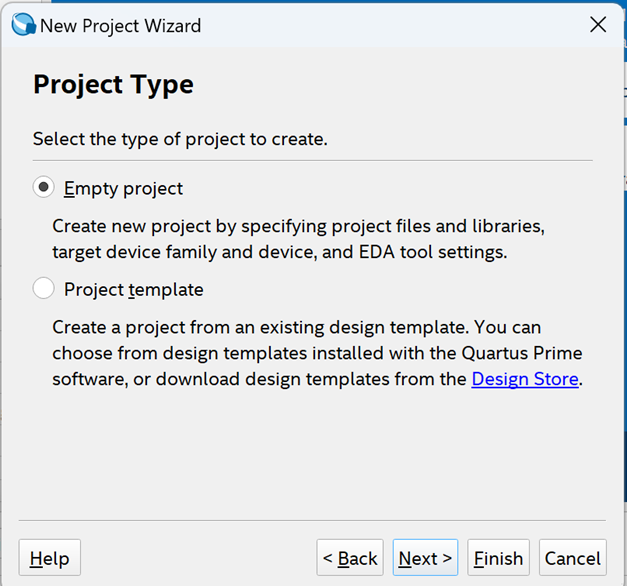 New Project Wizard
Project Type
Select the type of project to create.
Empty project
Create new project by specifying project files and libraries,
target device family and device, and EDA tool settings.
Project template
Create a project from an existing design template. You can
choose from design templates installed with the Quartus Prime
software, or download design templates from the Design Store.
Help
< Back
Next >
Finish
Cancel